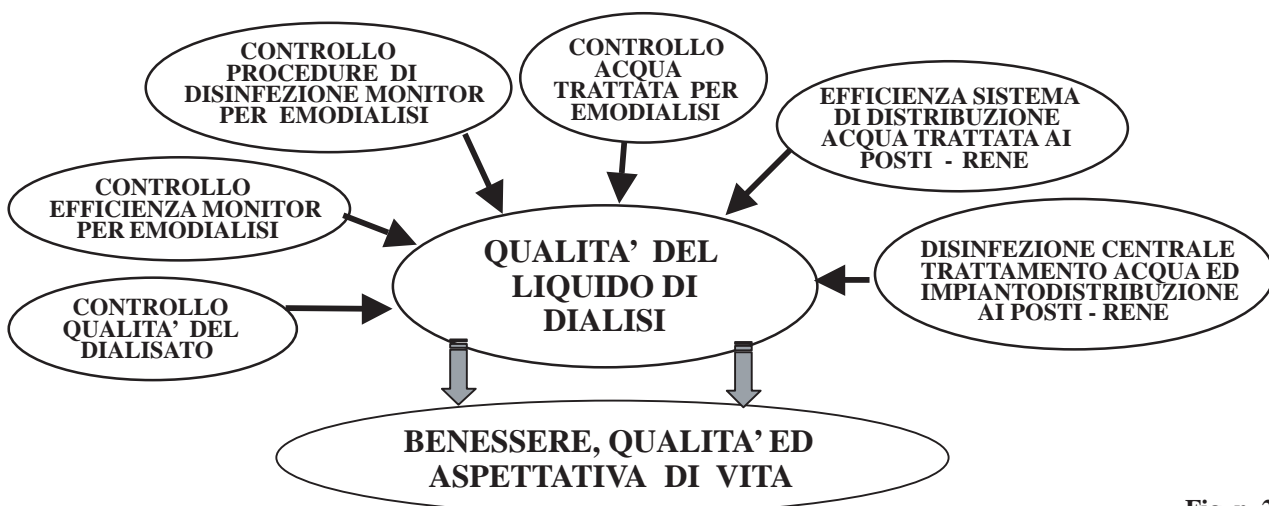 CONTROLLO
PROCEDURE DI
DISINFEZIONE MONITOR
PER EMODIALISI
CONTROLLO
ACQUA
TRATTATA PER
EMODIALISI
EFFICIENZA SISTEMA
DI DISTRIBUZIONE
ACQUA TRATTATA AI
POSTI - RENE
CONTROLLO
EFFICIENZA MONITOR
PER EMODIALISI
QUALITA’ DEL
LIQUIDO DI
DIALISI
DISINFEZIONE CENTRALE
TRATTAMENTO ACQUA ED
IMPIANTODISTRIBUZIONE
AI POSTI - RENE
CONTROLLO
QUALITA’ DEL
DIALISATO
BENESSERE, QUALITA’ ED
ASPETTATIVA DI VITA
Fig. n. 2